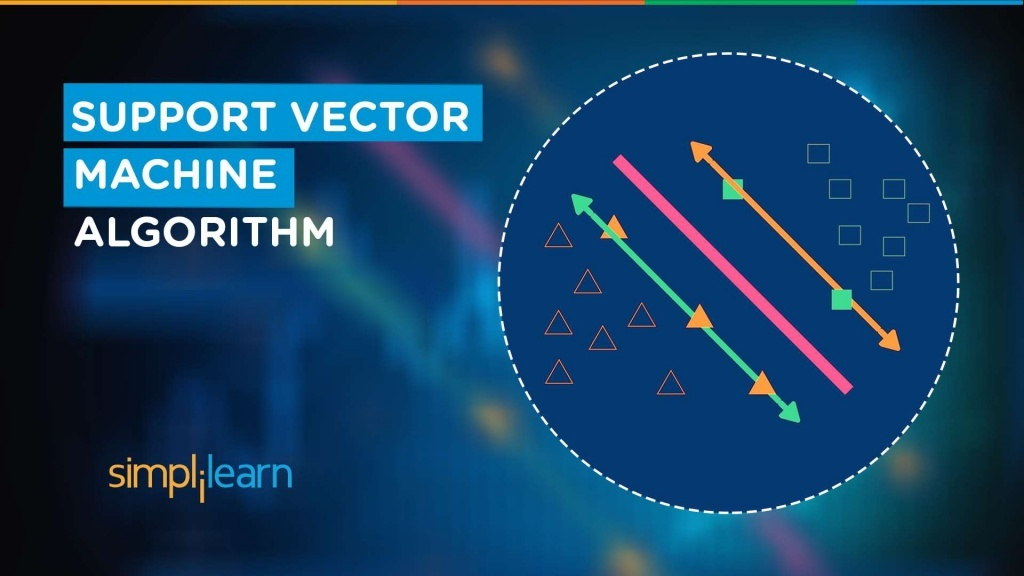 SUPPORT VECTOR
MACHINE
ALGORITHM
simplilearn